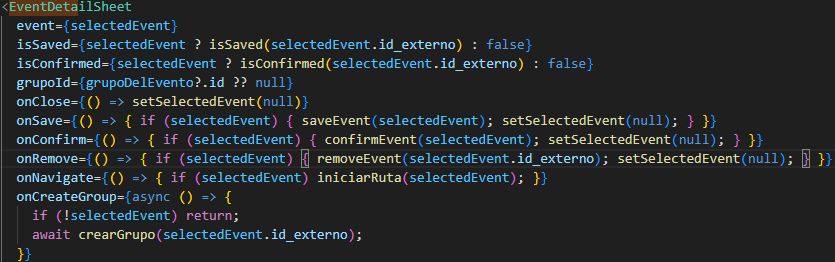 <EventDetailSheet
event={selectedEvent}
isSaved={selectedEvent ? isSaved(selectedEvent.id_externo) : false}
isConfirmed={selectedEvent ? isConfirmed(selectedEvent.id_externo) : false}
grupoId={grupoDelEvento?.id ?? null}
onClose={() => setSelectedEvent(null)}
onSave={() => { if (selectedEvent) { saveEvent(selectedEvent); setSelectedEvent(null); } }}
onConfirm={() => { if (selectedEvent) { confirmEvent(selectedEvent); setSelectedEvent(null); } }}
onRemove={() => { if (selectedEvent) { removeEvent(selectedEvent.id_externo); setSelectedEvent(null); } }}
onNavigate={() => { if (selectedEvent) iniciarRuta(selectedEvent); }}
onCreateGroup={async () => {
if (!selectedEvent) return;
await crearGrupo(selectedEvent.id_externo);
}}